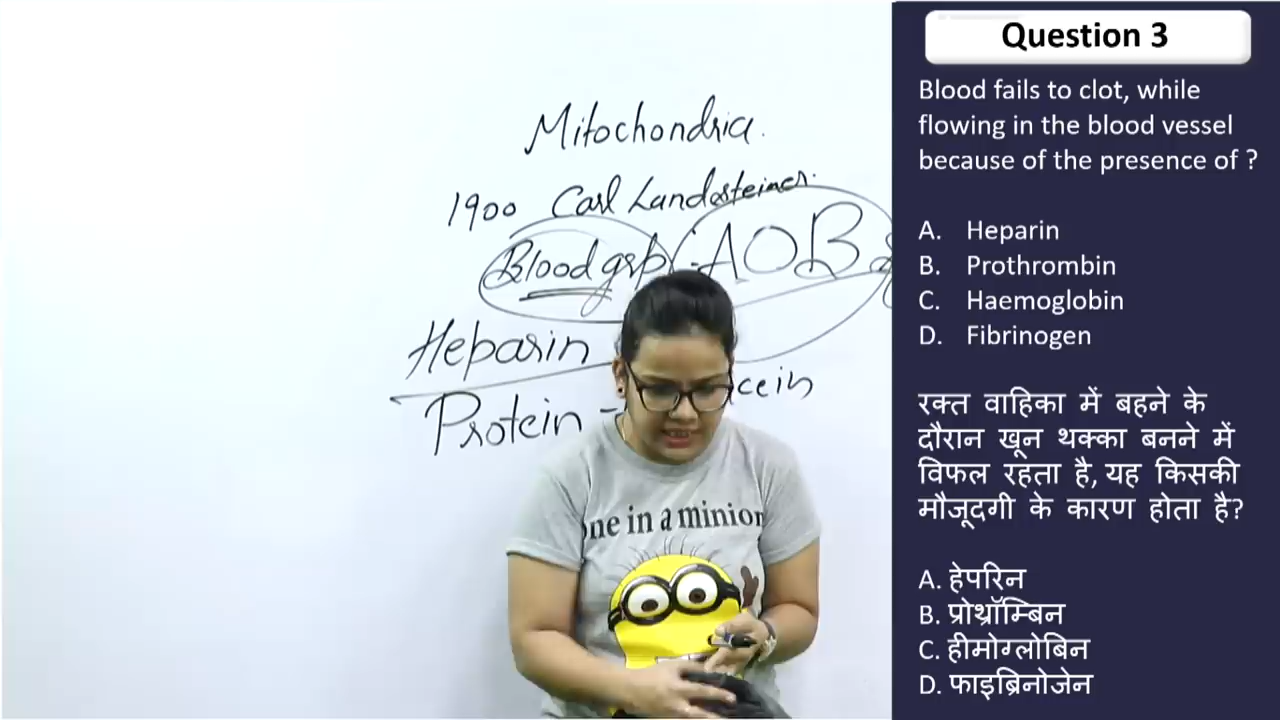 Mitochondria.
1900 Carl Landsteiner.
Blood grp :- AOB
Heparin
Protein -
ne in a minion
Question 3
Blood fails to clot, while
flowing in the blood vessel
because of the presence of ?
A. Heparin
B. Prothrombin
C. Haemoglobin
D. Fibrinogen
रक्त वाहिका में बहने के
दौरान खून थक्का बनने में
विफल रहता है, यह किसकी
मौजूदगी के कारण होता है?
A. हेपरिन
B. प्रोथ्रॉम्बिन
C. हीमोग्लोबिन
D. फाइब्रिनोजेन